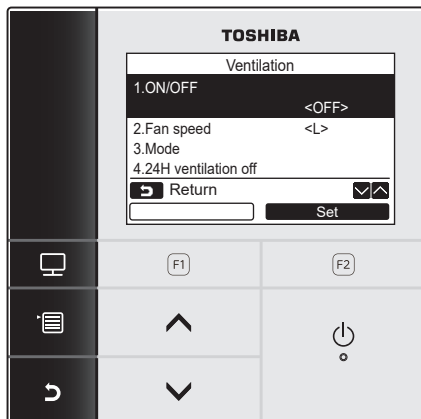 TOSHIBA
Ventilation
1.ON/OFF
<OFF>
2.Fan speed <L>
3.Mode
4.24H ventilation off
Return
Set
F1 F2